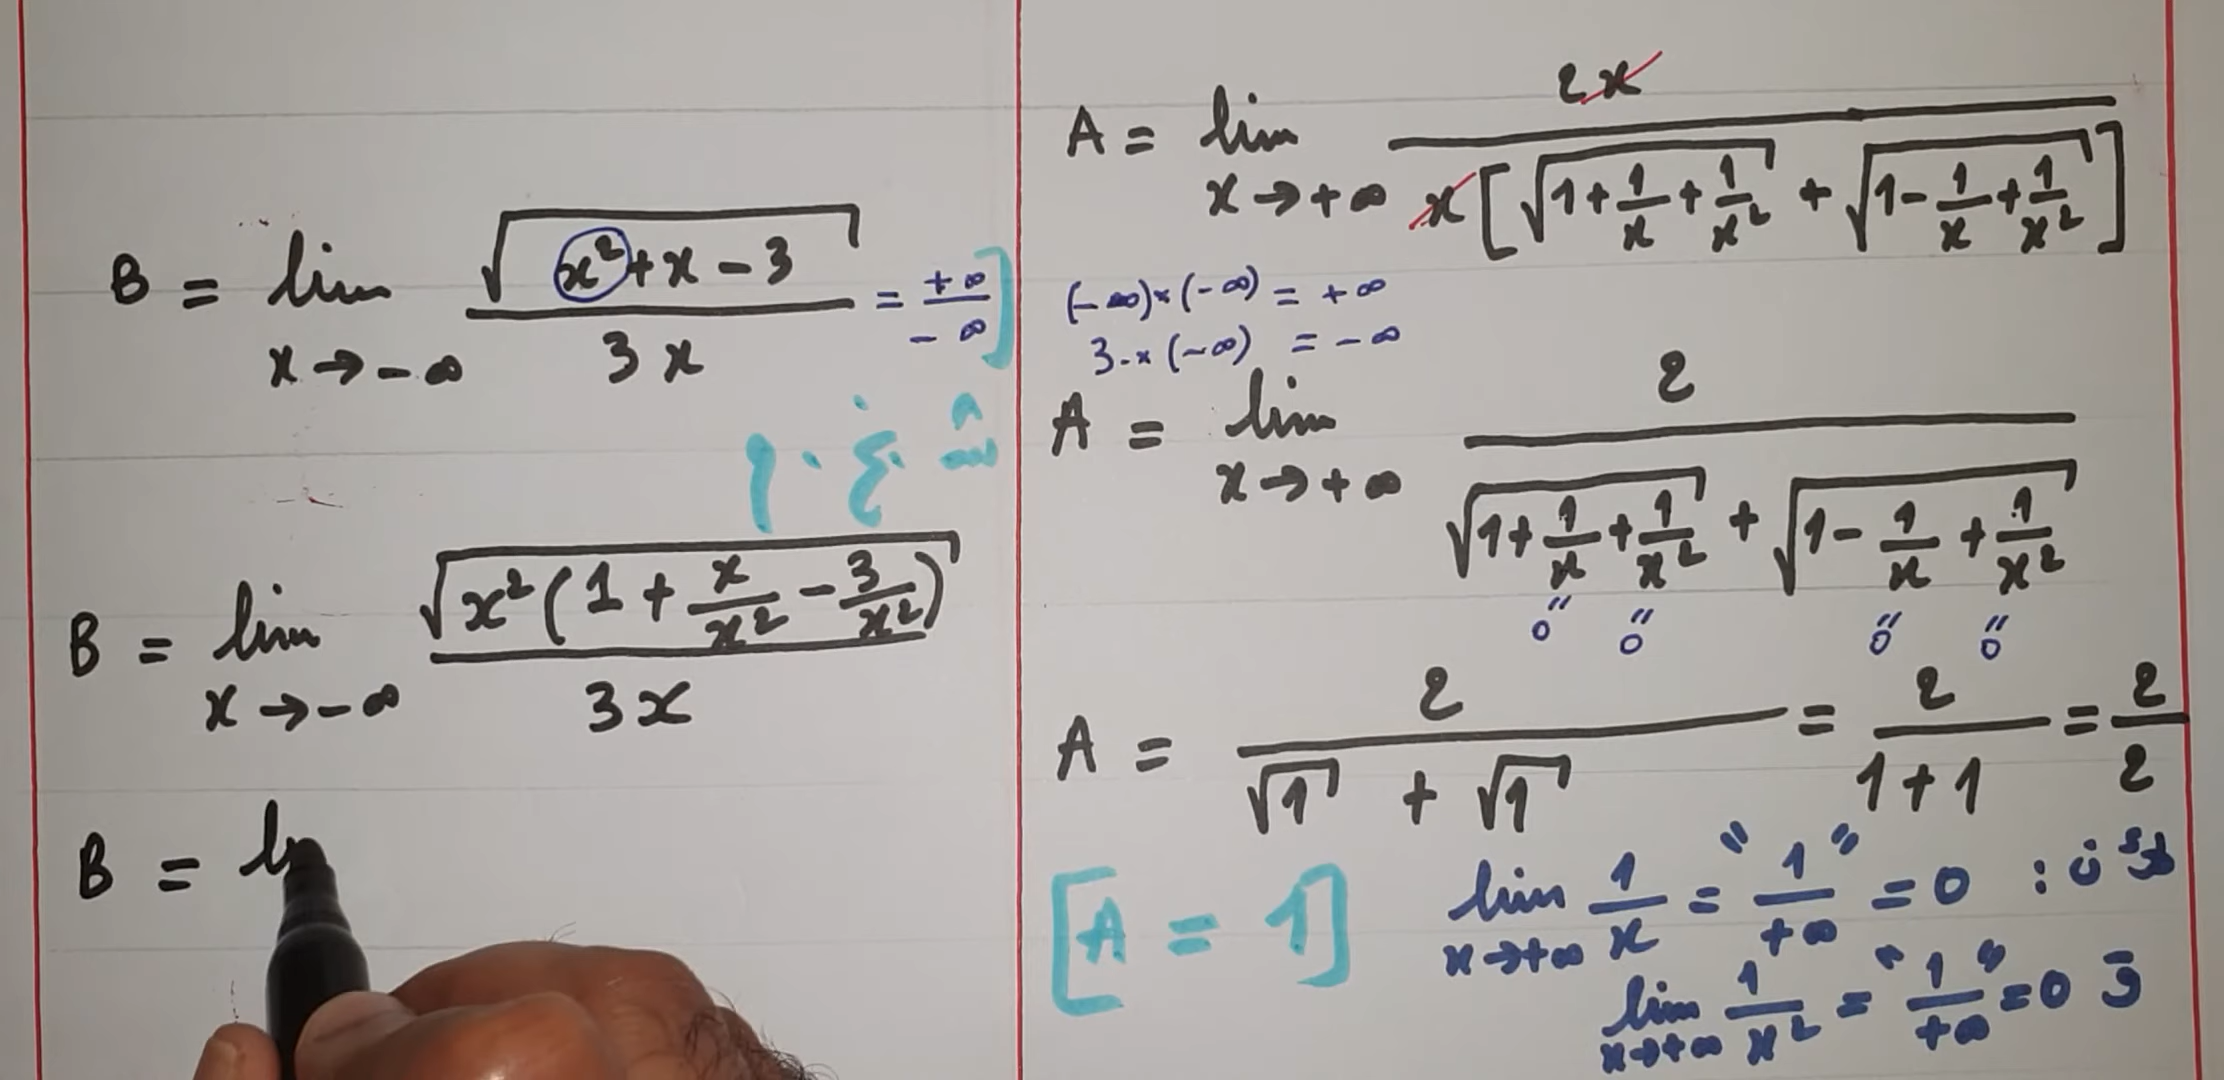 B = lim x→-∞ √(x²+x-3) / 3x = +∞/-∞
B = lim x→-∞ √(x²(1 + x/x² - 3/x²)) / 3x
B = li
A = lim x→+∞ 2x / x[√(1+1/x+1/x²) + √(1-1/x+1/x²)]
(-∞)×(-∞) = +∞
3·×(-∞) = -∞
A = lim x→+∞ 2 / √(1+1/x+1/x²) + √(1-1/x+1/x²)
" " " "
0 0 0 0
A = 2 / √1 + √1 = 2 / 1+1 = 2/2
[A = 1]
lim x→+∞ 1/x = "1/+∞" = 0 :
lim x→+∞ 1/x² = "1/+∞" = 0 و